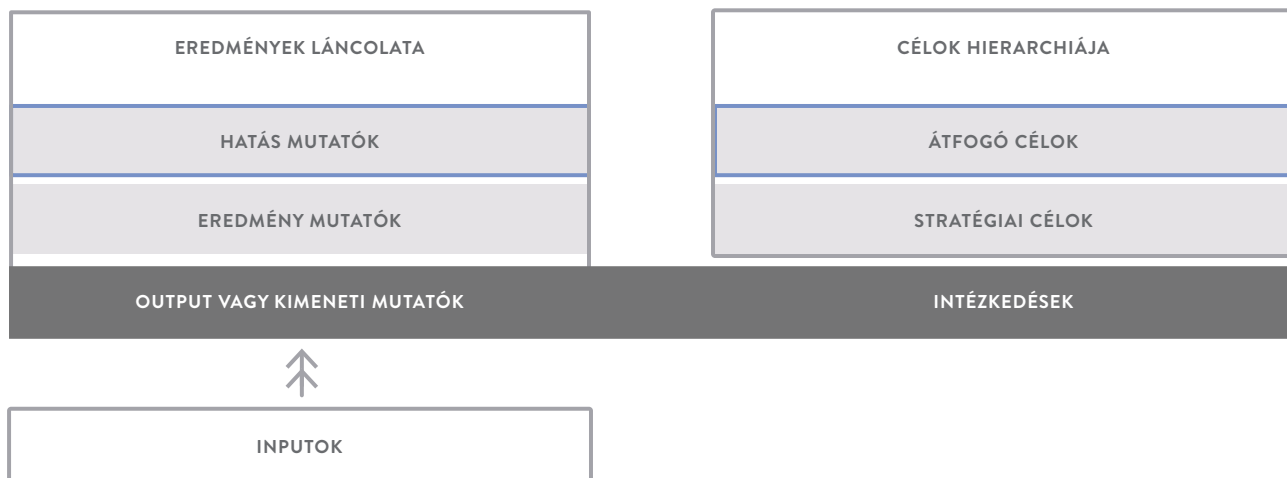 EREDMÉNYEK LÁNCOLATA
CÉLOK HIERARCHIÁJA
HATÁS MUTATÓK
ÁTFOGÓ CÉLOK
EREDMÉNY MUTATÓK
STRATÉGIAI CÉLOK
OUTPUT VAGY KIMENETI MUTATÓK
INTÉZKEDÉSEK
INPUTOK